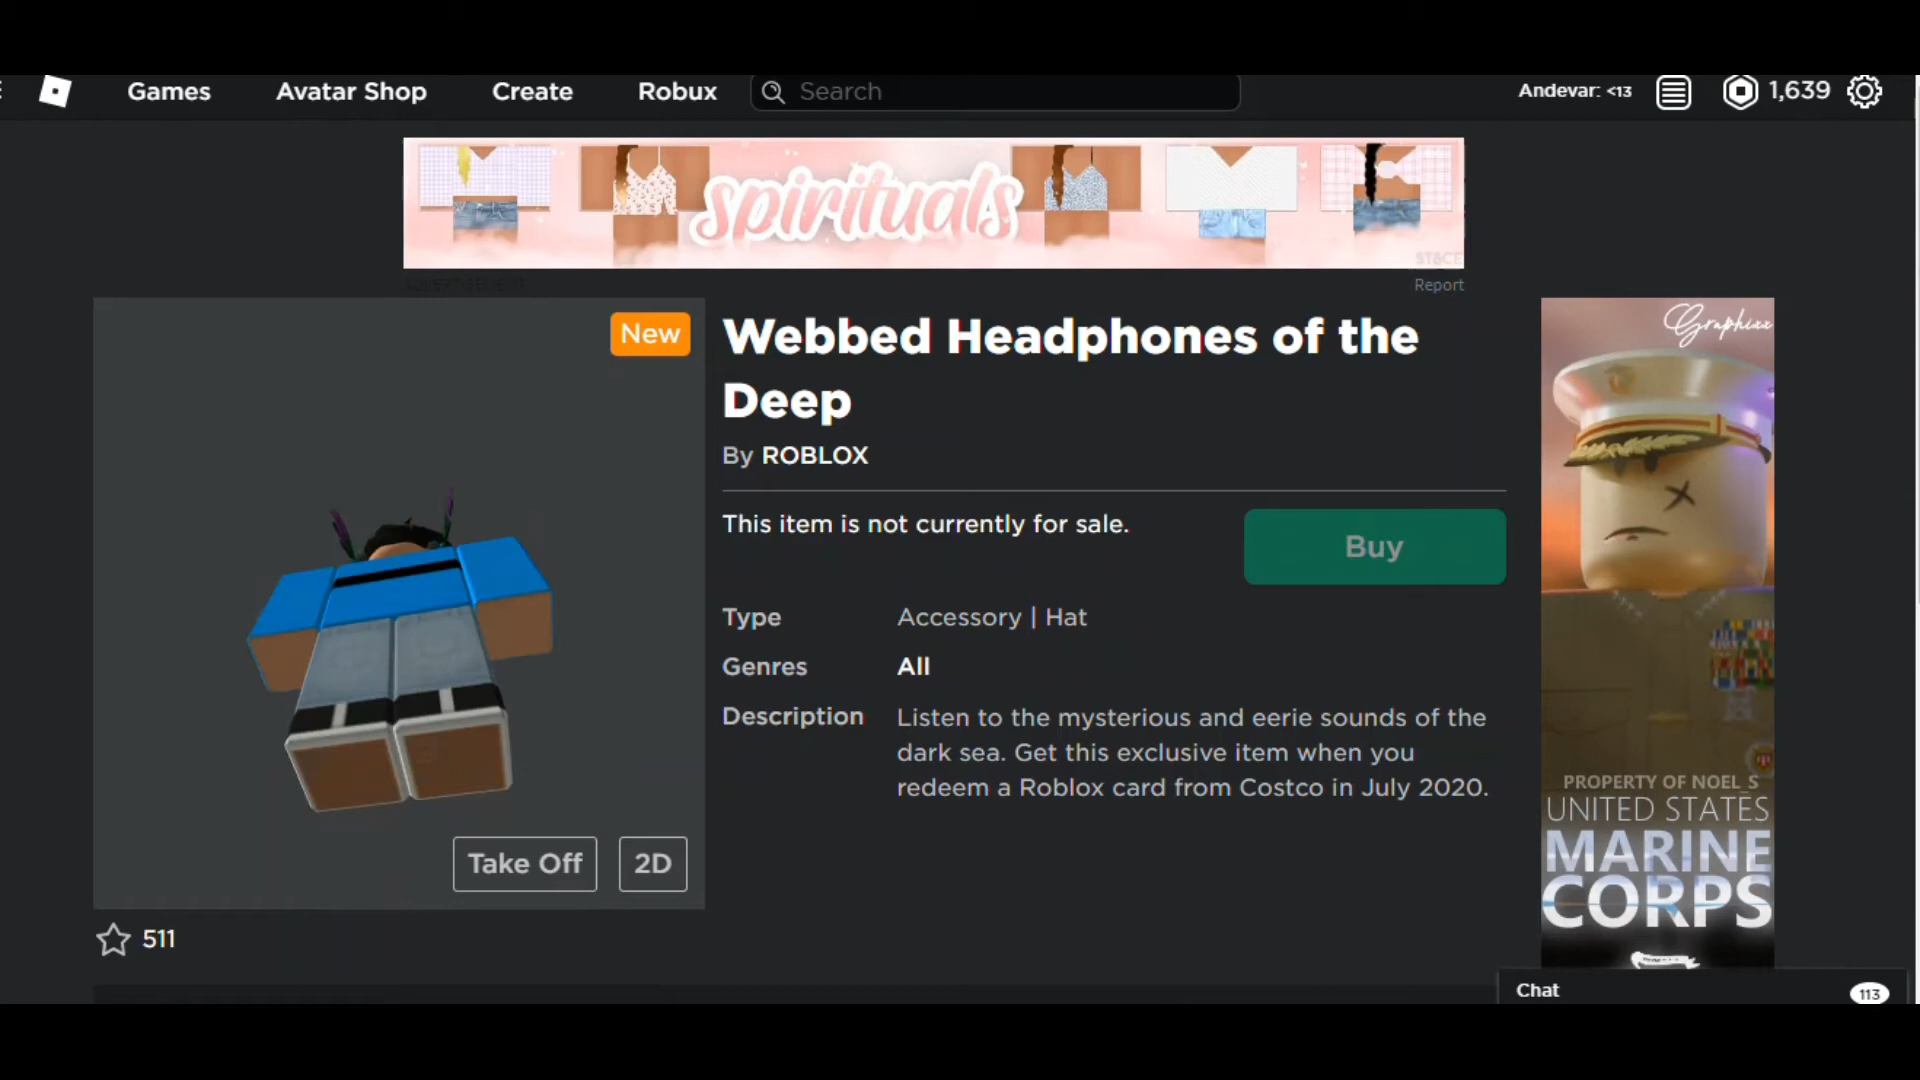 Games Avatar Shop Create Robux Search Andevar: <13 1,639
spirituals
ADVERTISEMENT Report
New
Webbed Headphones of the
Deep
By ROBLOX
This item is not currently for sale.
Buy
Type Accessory | Hat
Genres All
Description Listen to the mysterious and eerie sounds of the
dark sea. Get this exclusive item when you
redeem a Roblox card from Costco in July 2020.
Take Off 2D
511
Graphixx
PROPERTY OF NOEL_S
UNITED STATES
MARINE
CORPS
Chat 113